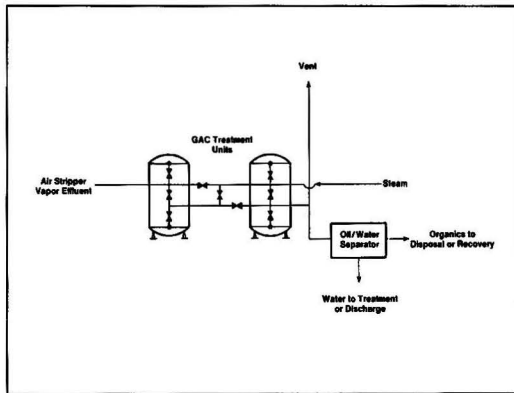 Vent
GAC Treatment
Units
Air Stripper
Vapor Effluent
Steam
Oil/Water
Separator
Organics to
Disposal or Recovery
Water to Treatment
or Discharge